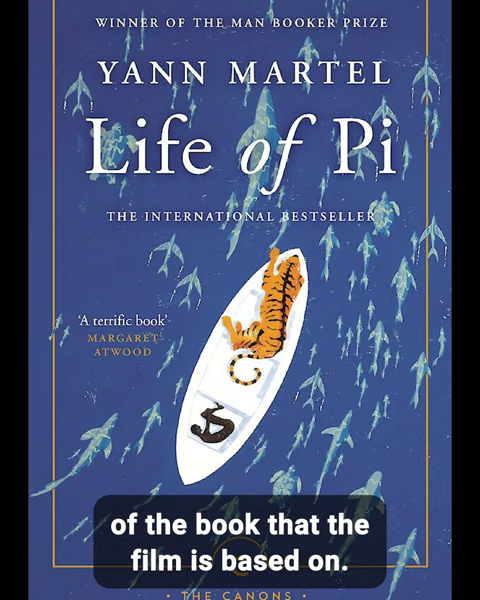 WINNER OF THE MAN BOOKER PRIZE
YANN MARTEL
Life of Pi
THE INTERNATIONAL BESTSELLER
'A terrific book'
MARGARET
ATWOOD
of the book that the
film is based on.
• THE CANONS •